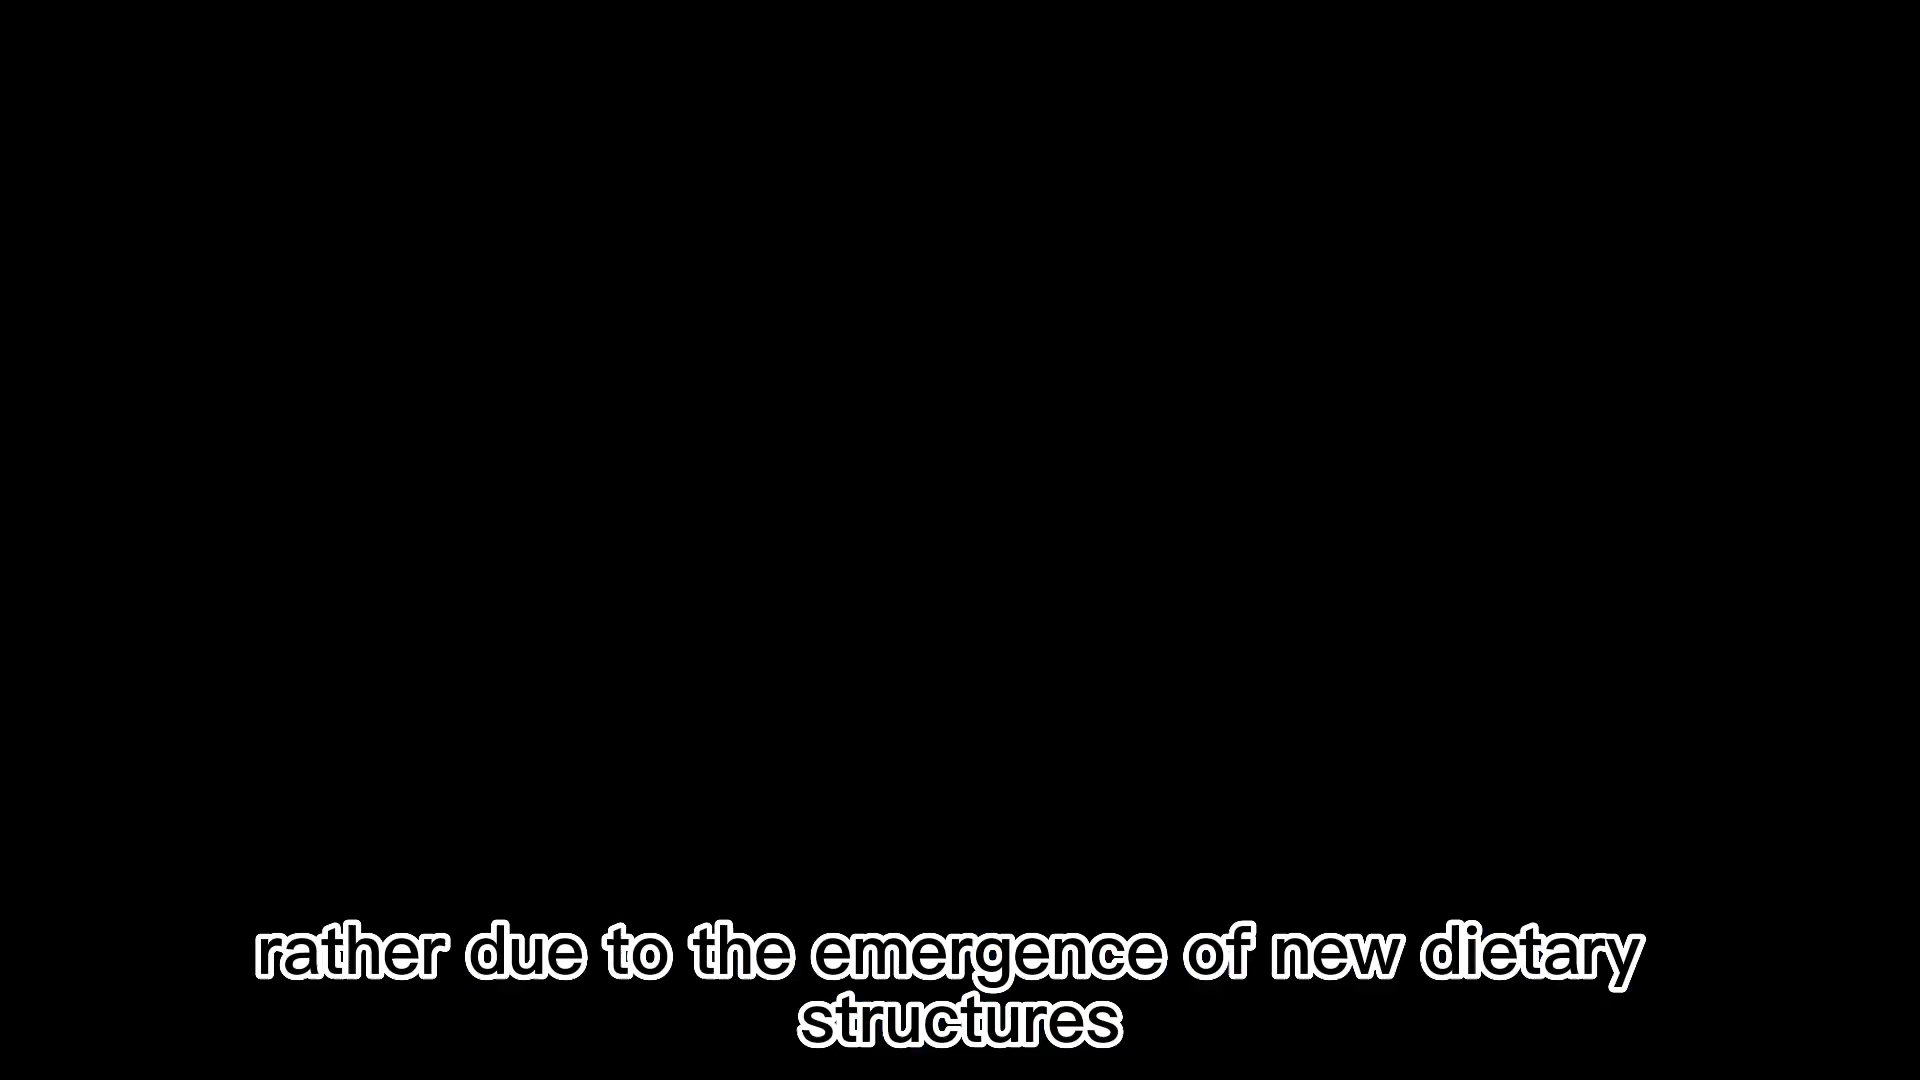 rather due to the emergence of new dietary
structures